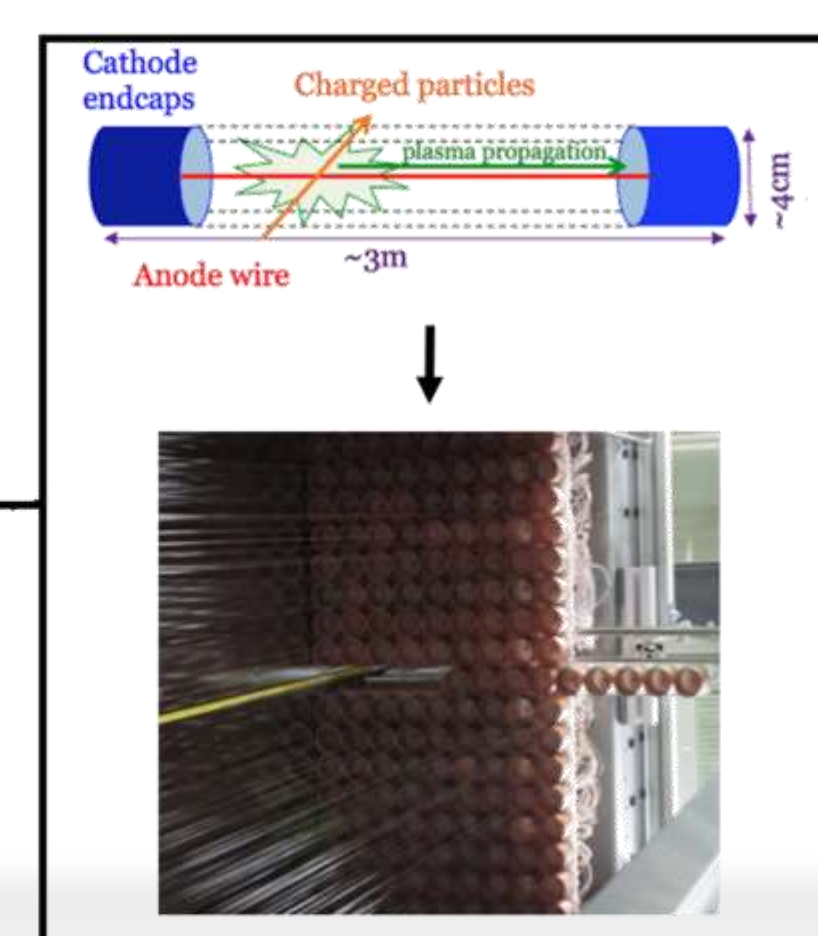 Cathode
endcaps
Charged particles
plasma propagation
~4cm
~3m
Anode wire